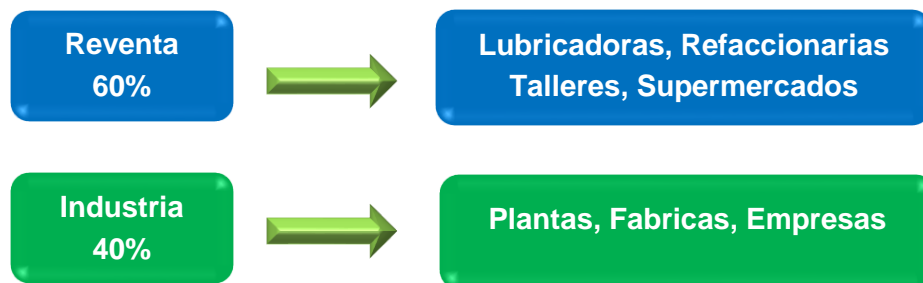 Reventa
60%
Lubricadoras, Refaccionarias
Talleres, Supermercados
Industria
40%
Plantas, Fabricas, Empresas